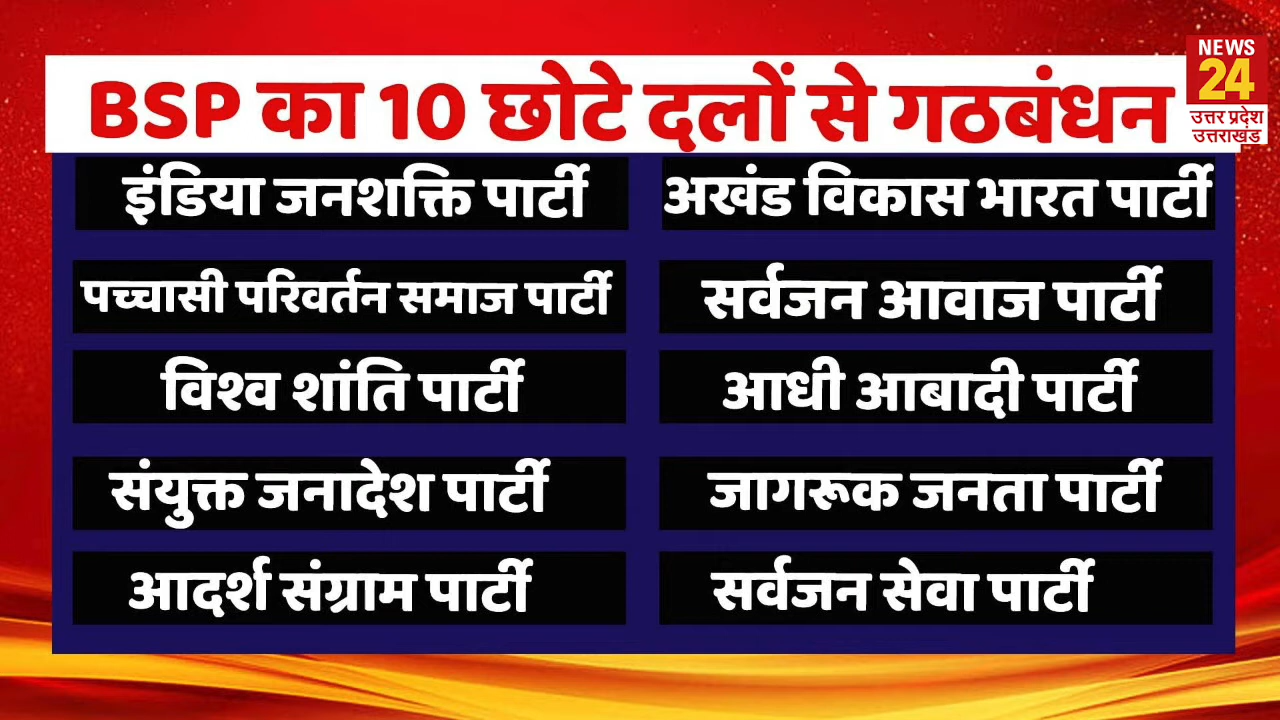 BSP का 10 छोटे दलों से गठबंधन
NEWS
24
उत्तर प्रदेश
उत्तराखंड
इंडिया जनशक्ति पार्टी
अखंड विकास भारत पार्टी
पच्चासी परिवर्तन समाज पार्टी
सर्वजन आवाज पार्टी
विश्व शांति पार्टी
आधी आबादी पार्टी
संयुक्त जनादेश पार्टी
जागरूक जनता पार्टी
आदर्श संग्राम पार्टी
सर्वजन सेवा पार्टी